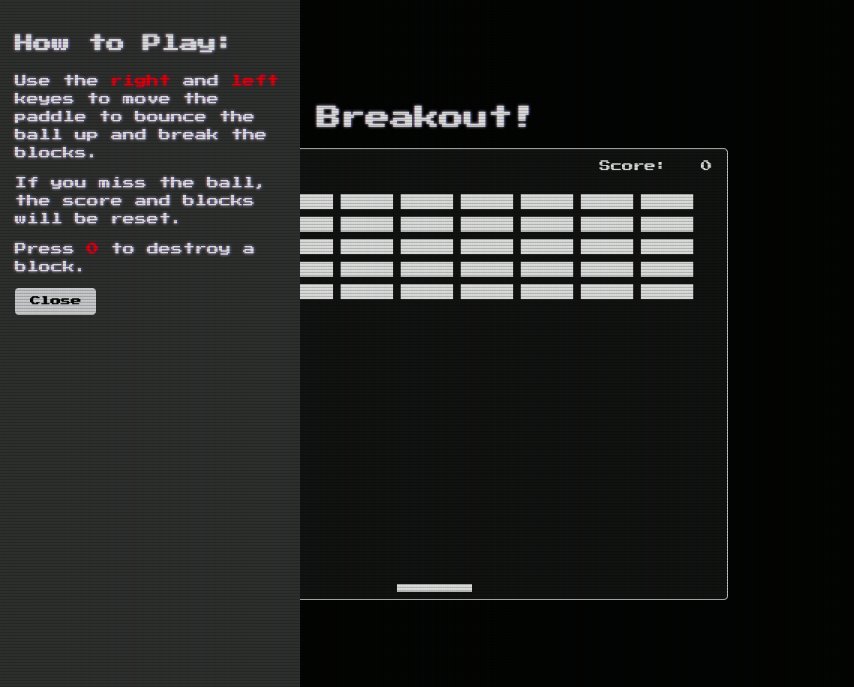 How to Play:
Use the right and left
keyes to move the
paddle to bounce the
ball up and break the
blocks.
If you miss the ball,
the score and blocks
will be reset.
Press 0 to destroy a
block.
Close
Breakout!
Score: 0